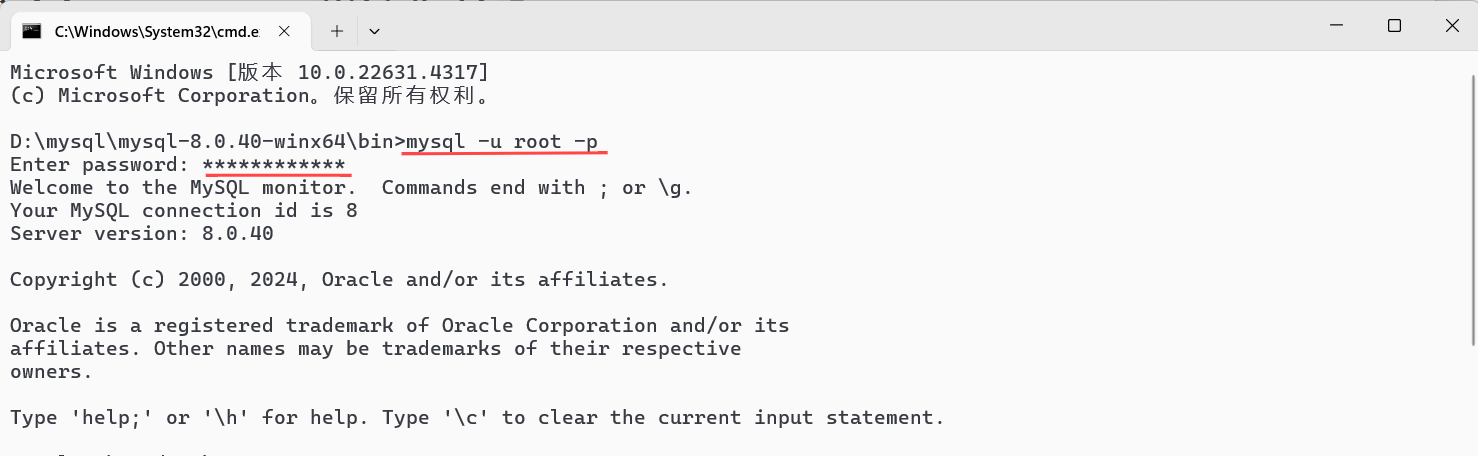 C:\Windows\System32\cmd.e
Microsoft Windows [版本 10.0.22631.4317]
(c) Microsoft Corporation。保留所有权利。
D:\mysql\mysql-8.0.40-winx64\bin>mysql -u root -p
Enter password: ************
Welcome to the MySQL monitor.  Commands end with ; or \g.
Your MySQL connection id is 8
Server version: 8.0.40
Copyright (c) 2000, 2024, Oracle and/or its affiliates.
Oracle is a registered trademark of Oracle Corporation and/or its
affiliates. Other names may be trademarks of their respective
owners.
Type 'help;' or '\h' for help. Type '\c' to clear the current input statement.